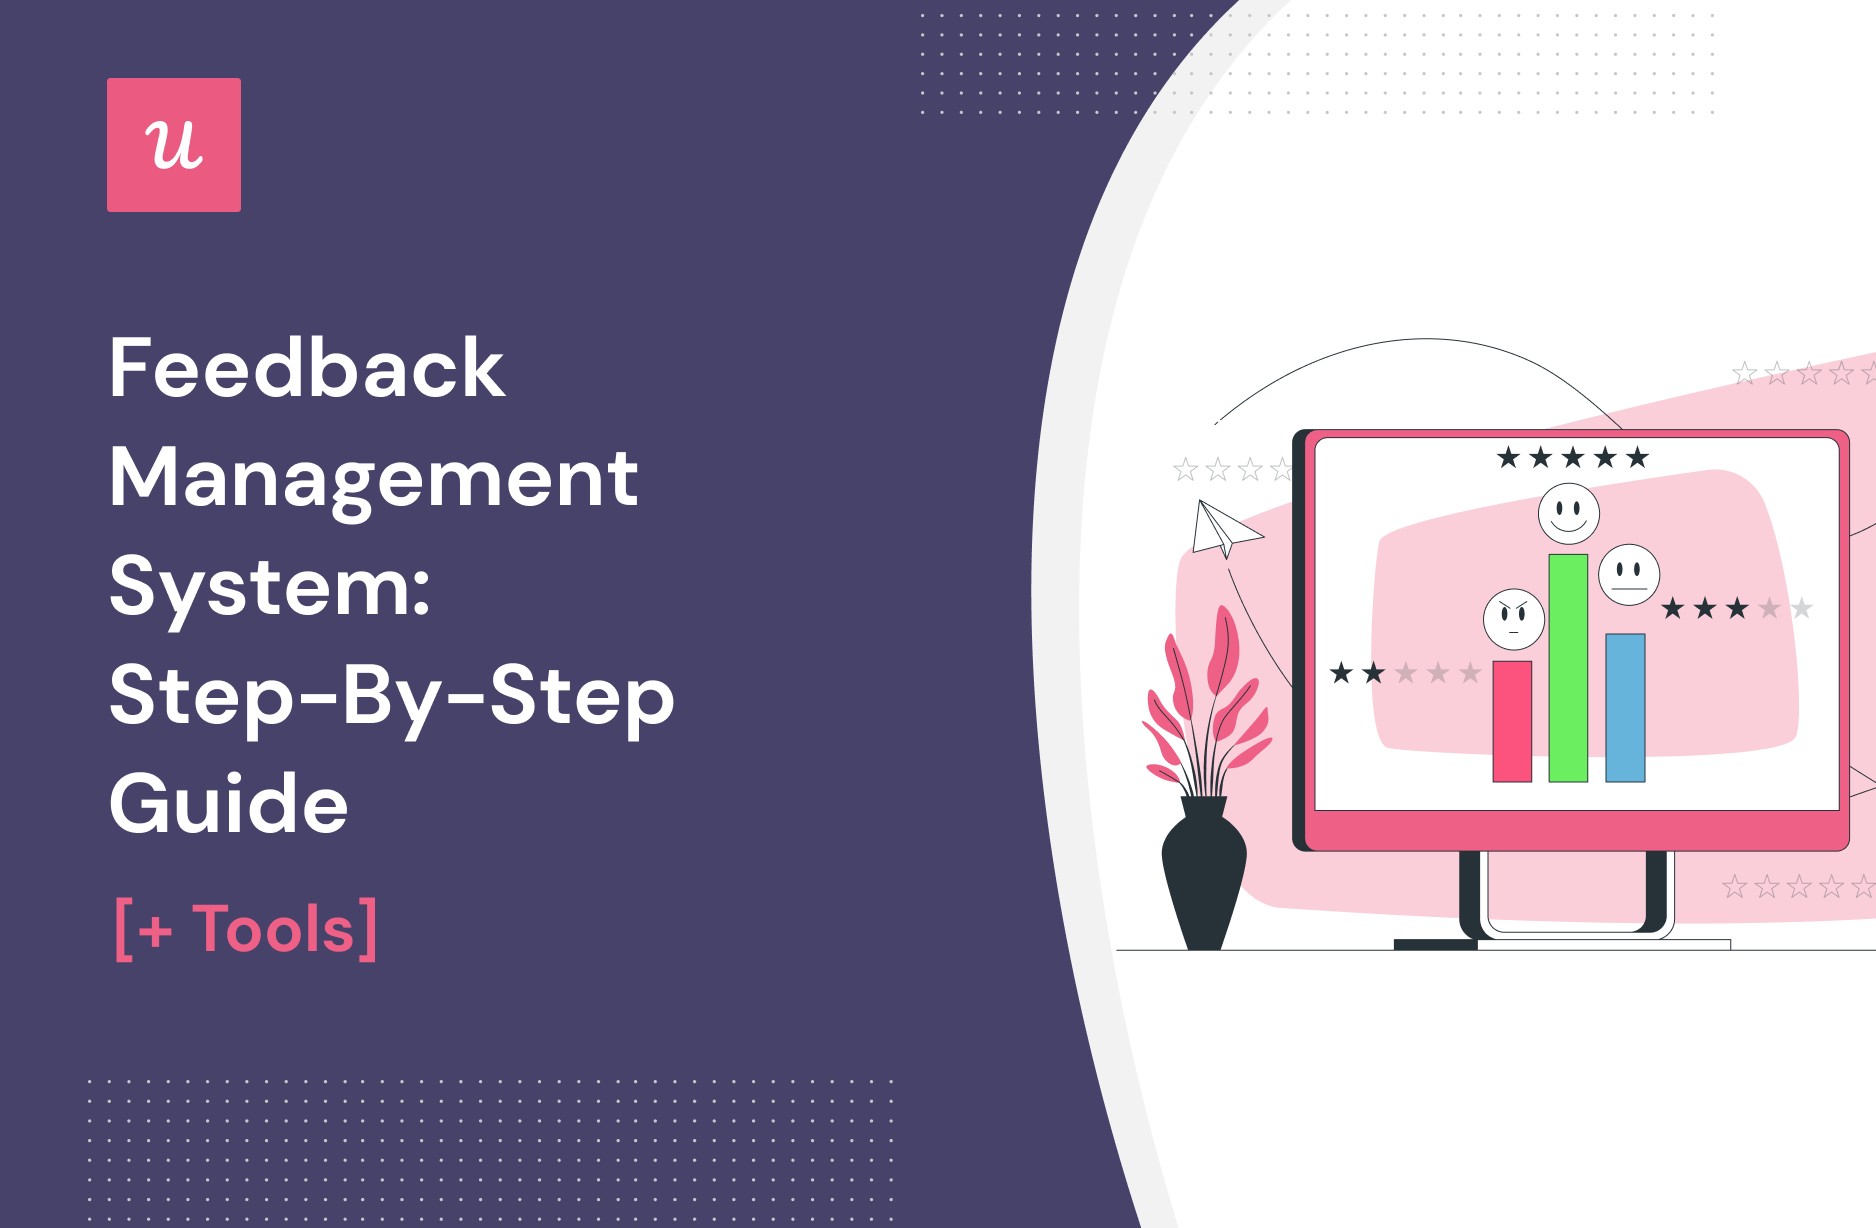 u
Feedback
Management
System:
Step-By-Step
Guide
[+ Tools]